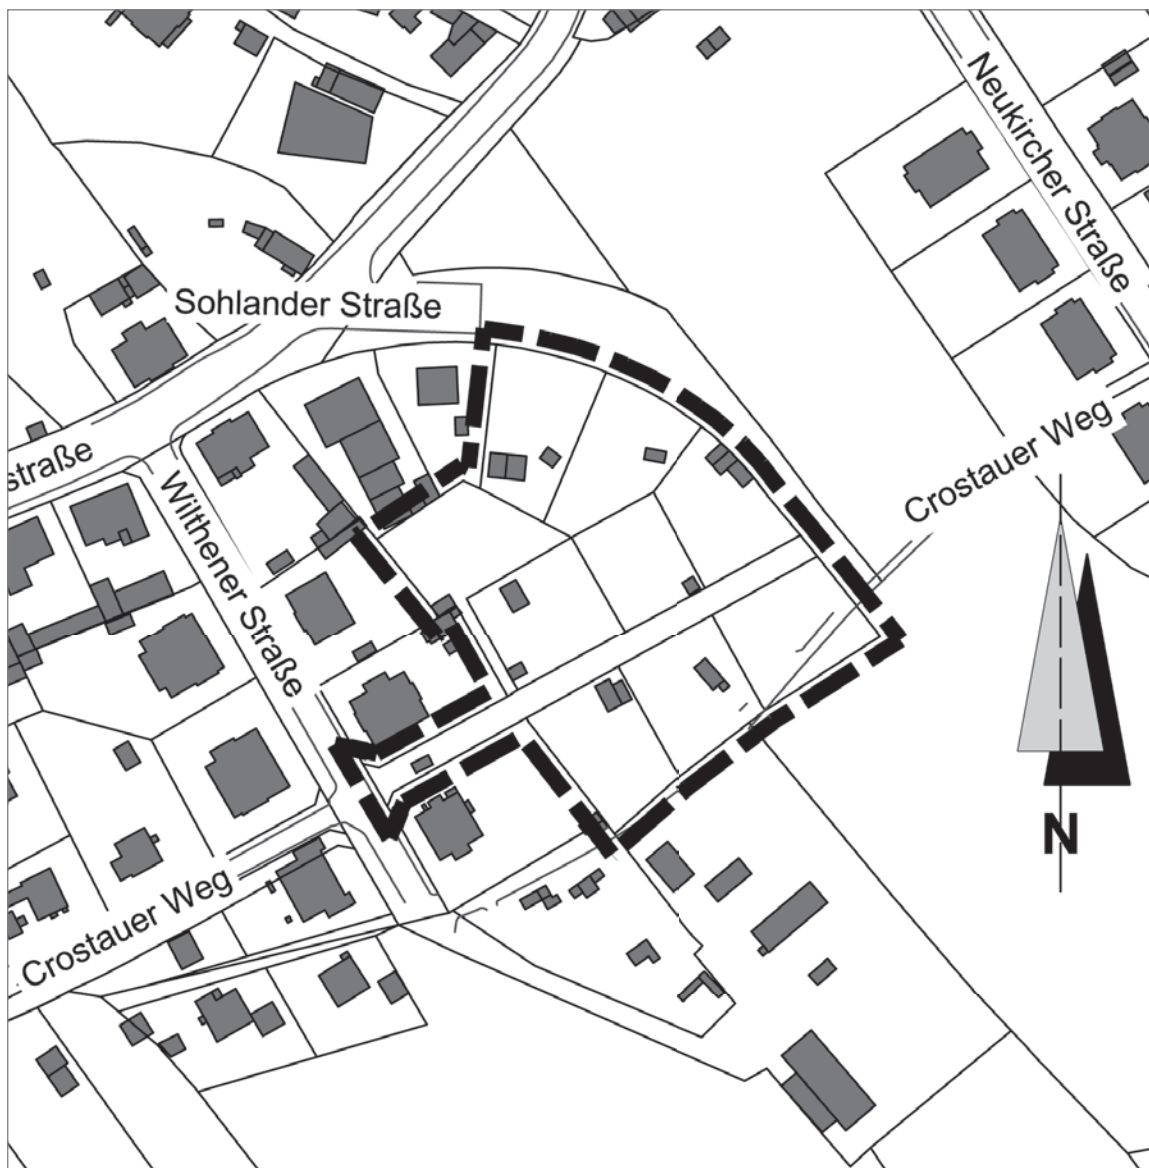 Neukircher Straße
Sohlander Straße
Crostauer Weg
straße
Wilthener Straße
N
Crostauer Weg